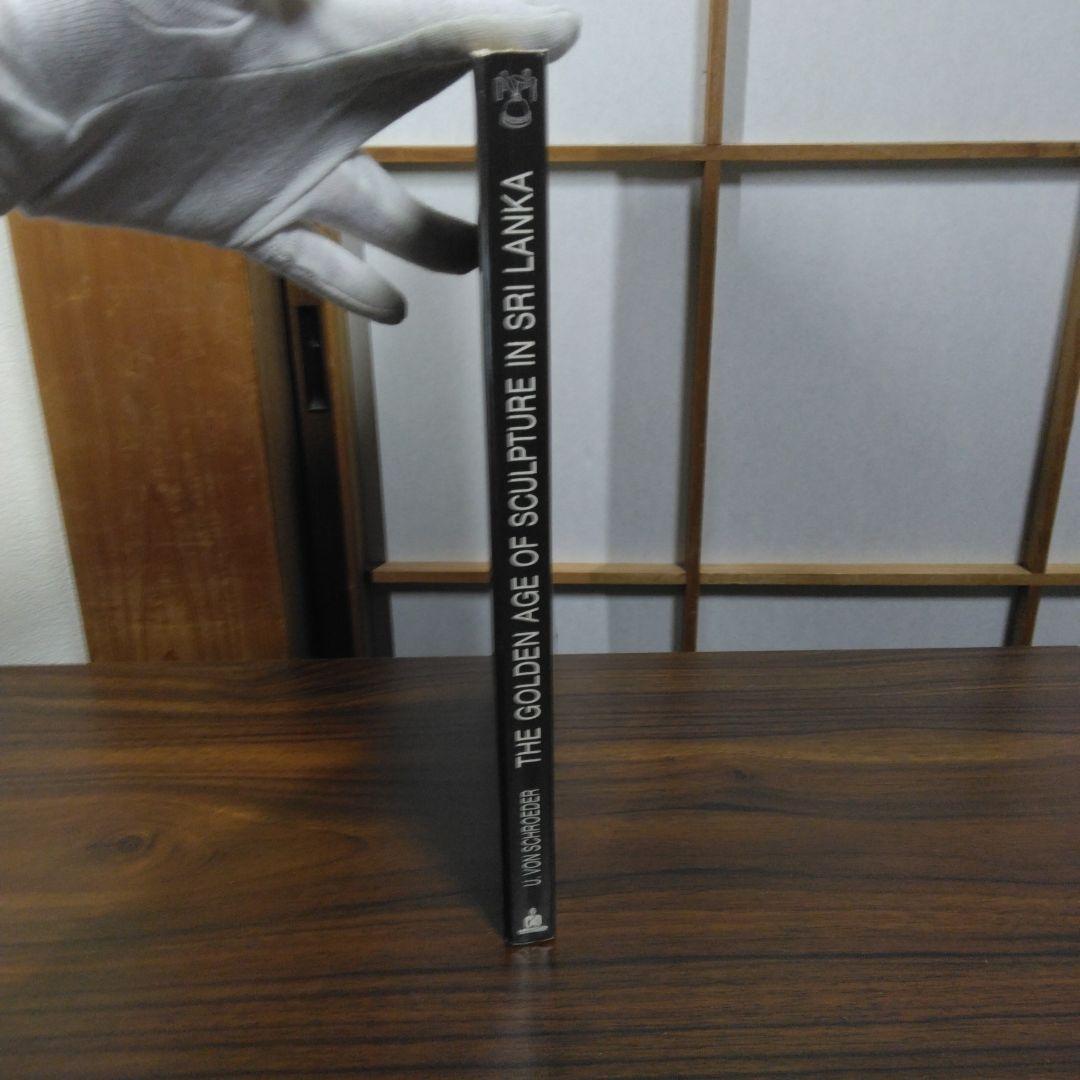 U. VON SCHROEDER THE GOLDEN AGE OF SCULPTURE IN SRI LANKA